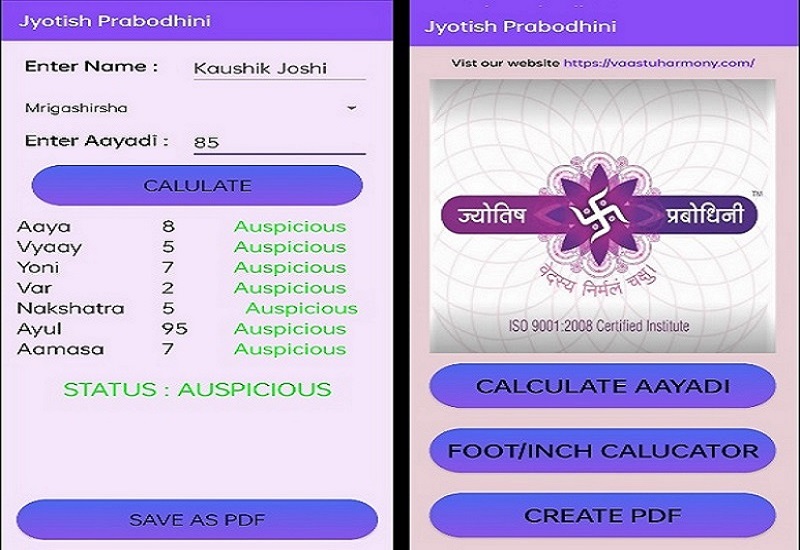 Jyotish Prabodhini
Enter Name : Kaushik Joshi
Mrigashirsha
Enter Aayadi : 85
CALULATE
Aaya 8 Auspicious
Vyaay 5 Auspicious
Yoni 7 Auspicious
Var 2 Auspicious
Nakshatra 5 Auspicious
Ayul 95 Auspicious
Aamasa 7 Auspicious
STATUS : AUSPICIOUS
SAVE AS PDF
Jyotish Prabodhini
Vist our website https://vaastuharmony.com/
ज्योतिष प्रबोधिनी TM
वेदस्य निर्मलं चक्षु।
ISO 9001:2008 Certified Institute
CALCULATE AAYADI
FOOT/INCH CALUCATOR
CREATE PDF